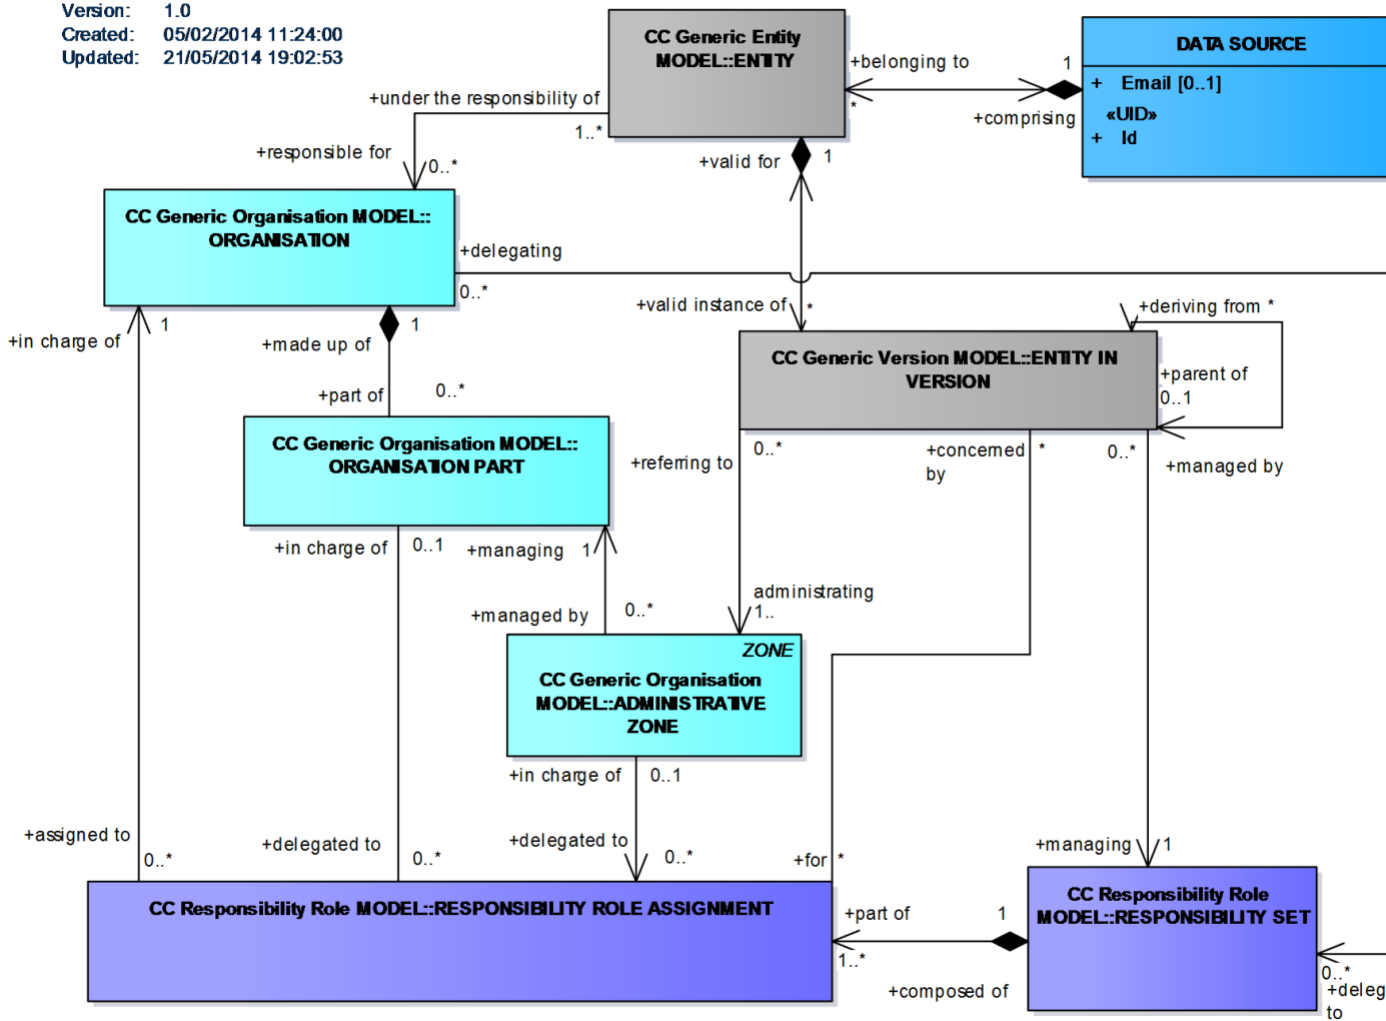 Version: 1.0
Created: 05/02/2014 11:24:00
Updated: 21/05/2014 19:02:53
CC Generic Entity
MODEL::ENTITY
+belonging to
*
1
+comprising
DATA SOURCE
+ Email [0..1]
«UID»
+ Id
+under the responsibility of
1..*
+responsible for
0..*
+valid for
1
CC Generic Organisation MODEL::
ORGANISATION
+delegating
0..*
+valid instance of
*
+deriving from *
+in charge of
1
1
+made up of
+part of
0..*
CC Generic Version MODEL::ENTITY IN
VERSION
+parent of
0..1
CC Generic Organisation MODEL::
ORGANISATION PART
+referring to
0..*
+concerned
by
*
0..*
+managed by
+in charge of
0..1
+managing
1
administrating
1..
+managed by
0..*
ZONE
CC Generic Organisation
MODEL::ADMINISTRATIVE
ZONE
+in charge of
0..1
+assigned to
0..*
+delegated to
0..*
+delegated to
0..*
+for
*
+managing
1
CC Responsibility Role MODEL::RESPONSIBILITY ROLE ASSIGNMENT
+part of
1
1..*
+composed of
CC Responsibility Role
MODEL::RESPONSIBILITY SET
0..*
+deleg
to